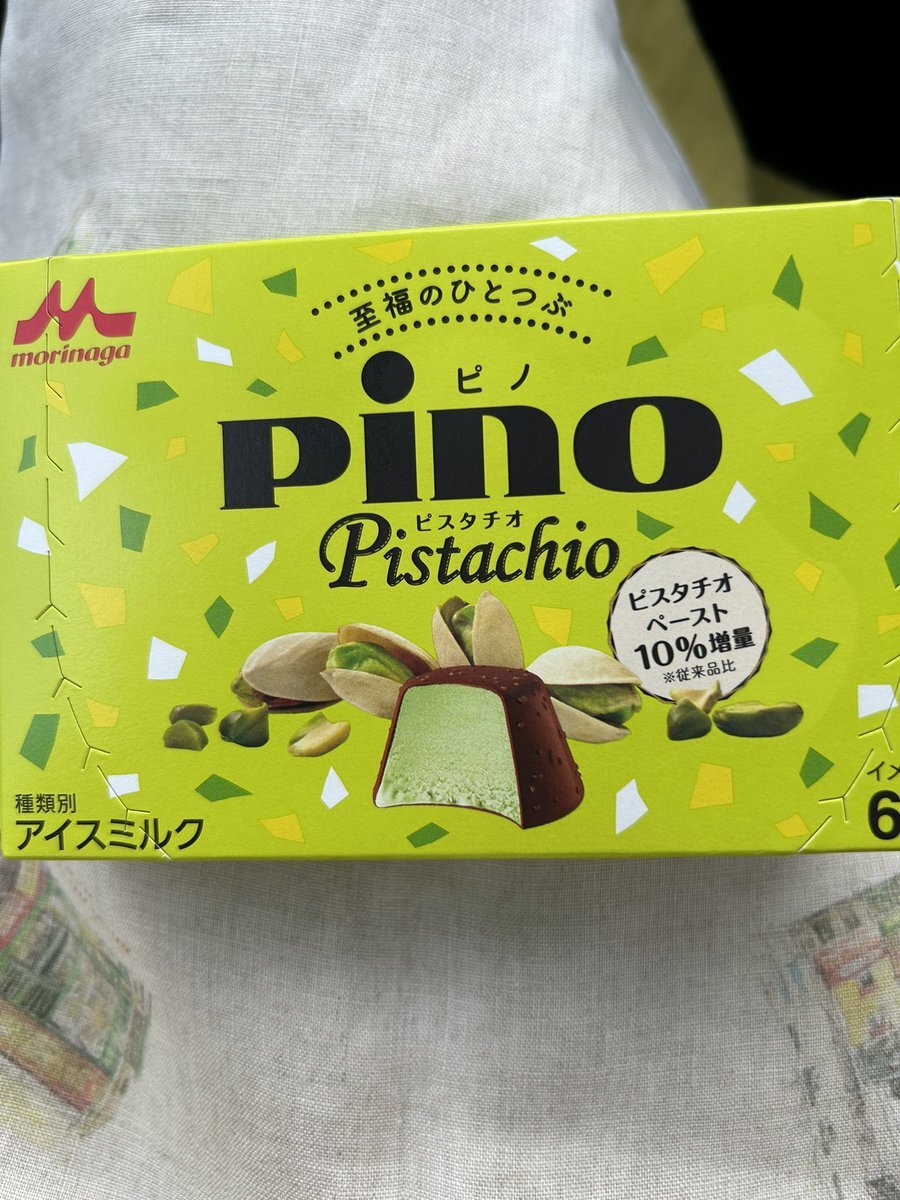 morinaga
至福のひとつぶ
ピノ
pino
ピスタチオ
Pistachio
ピスタチオ
ペースト
10%増量
※従来品比
種類別
アイスミルク
イメ
6